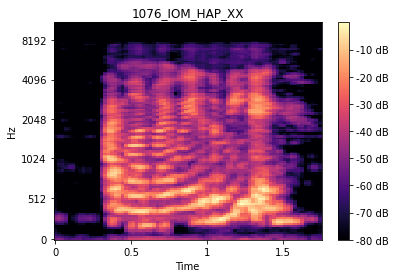 1076_IOM_HAP_XX
8192
4096
2048
1024
512
0
Hz
0
0.5
1
1.5
Time
-10 dB
-20 dB
-30 dB
-40 dB
-50 dB
-60 dB
-70 dB
-80 dB